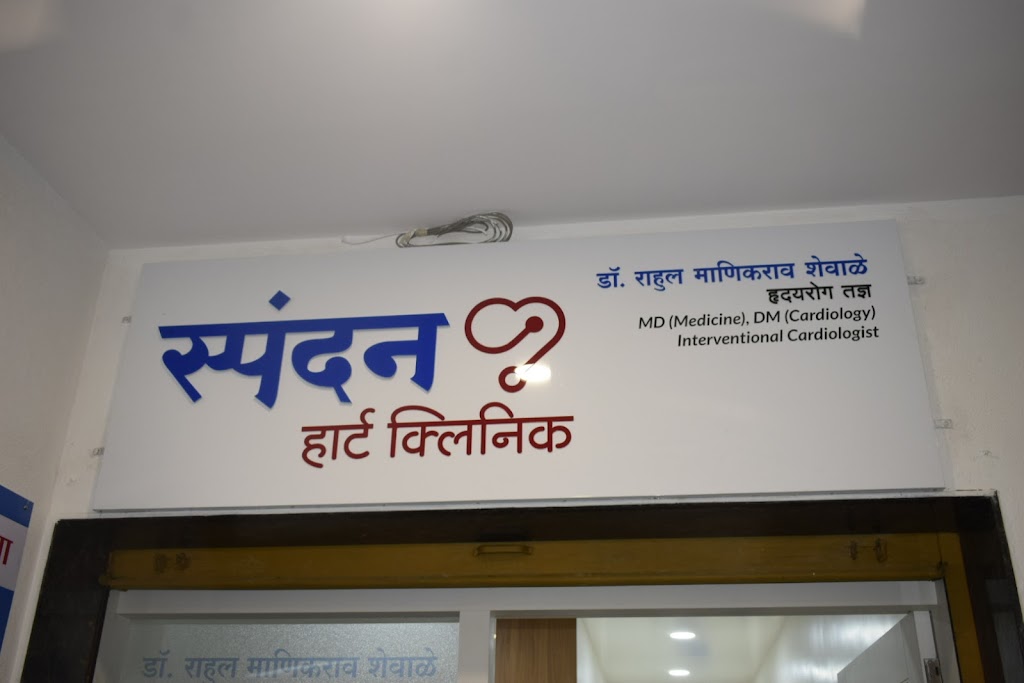 स्पंदन
हार्ट क्लिनिक
डॉ. राहुल माणिकराव शेवाळे
हृदयरोग तज्ञ
MD (Medicine), DM (Cardiology)
Interventional Cardiologist
डॉ. राहुल माणिकराव शेवाळे